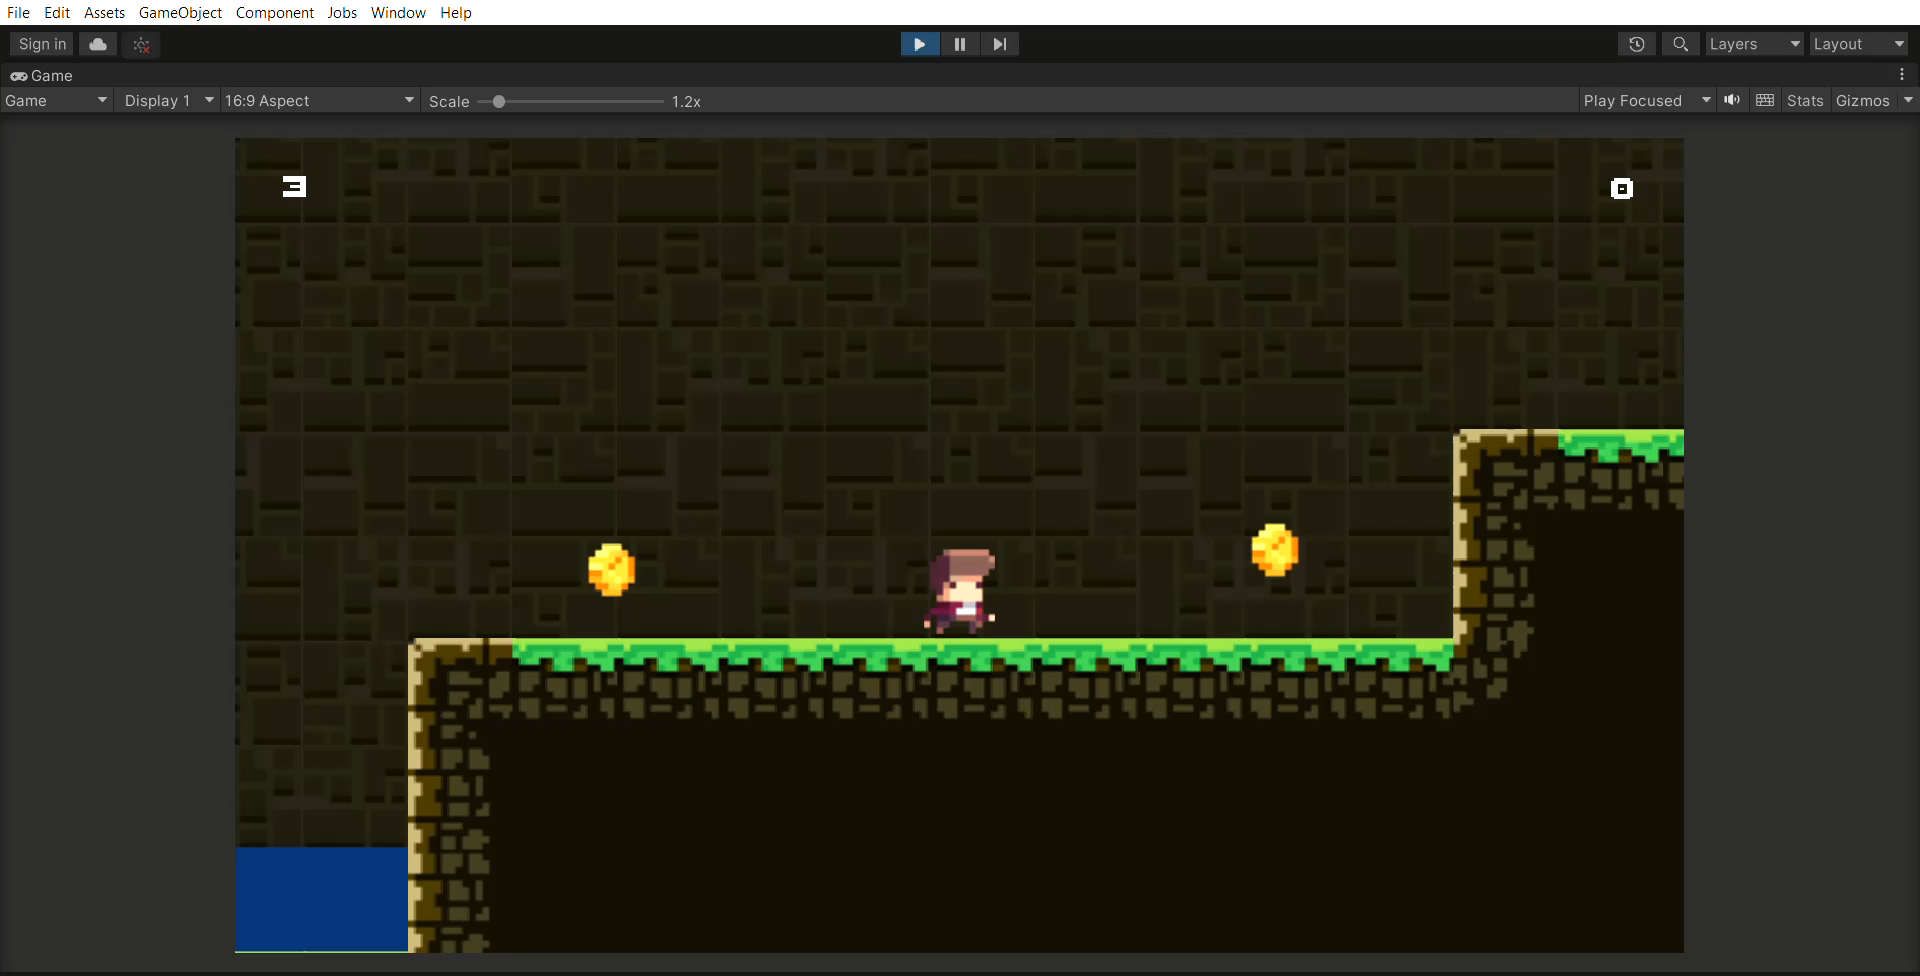 File Edit Assets GameObject Component Jobs Window Help
Sign in Layers Layout
Game
Game Display 1 16:9 Aspect Scale 1.2x Play Focused Stats Gizmos
3 0